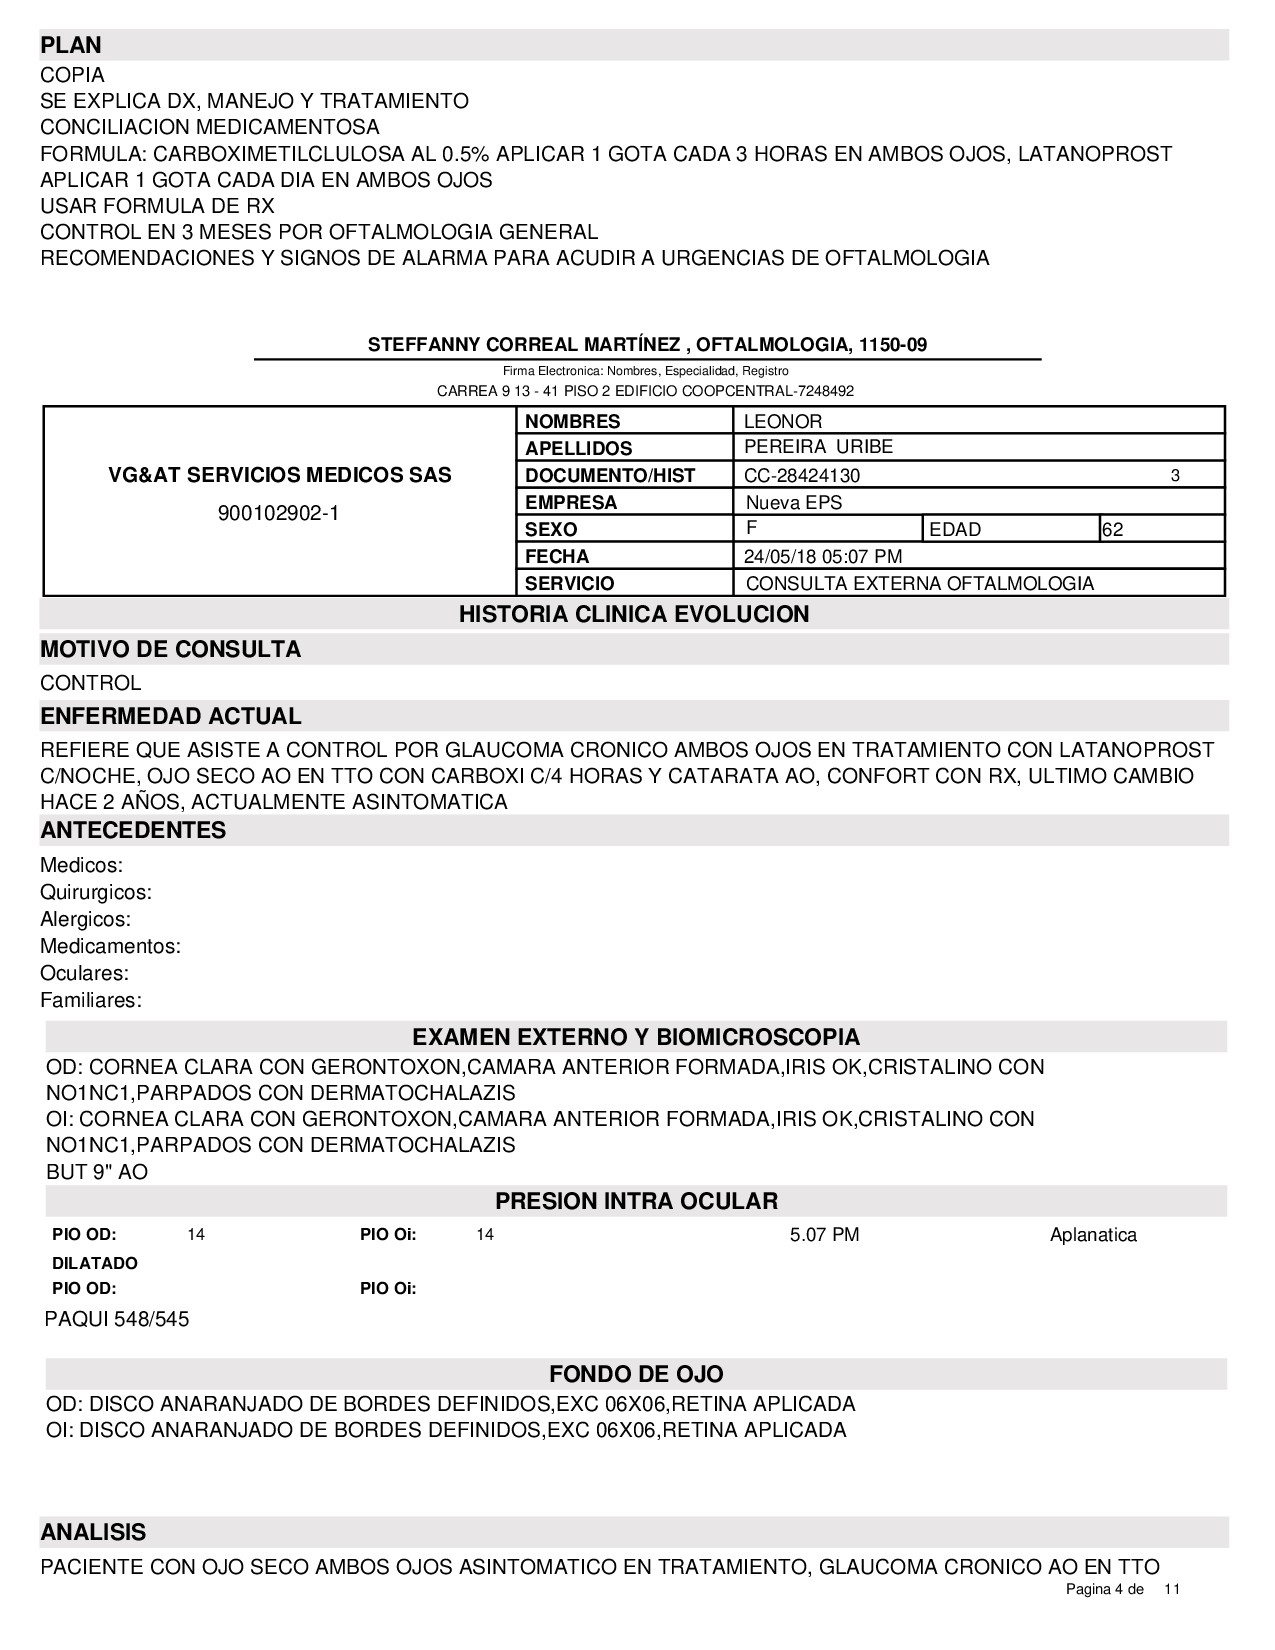 PLAN
COPIA
SE EXPLICA DX, MANEJO Y TRATAMIENTO
CONCILIACION MEDICAMENTOSA
FORMULA: CARBOXIMETILCLULOSA AL 0.5% APLICAR 1 GOTA CADA 3 HORAS EN AMBOS OJOS, LATANOPROST
APLICAR 1 GOTA CADA DIA EN AMBOS OJOS
USAR FORMULA DE RX
CONTROL EN 3 MESES POR OFTALMOLOGIA GENERAL
RECOMENDACIONES Y SIGNOS DE ALARMA PARA ACUDIR A URGENCIAS DE OFTALMOLOGIA
STEFFANNY CORREAL MARTÍNEZ , OFTALMOLOGIA, 1150-09
Firma Electronica: Nombres, Especialidad, Registro
CARREA 9 13 - 41 PISO 2 EDIFICIO COOPCENTRAL-7248492
VG&AT SERVICIOS MEDICOS SAS
900102902-1
NOMBRES LEONOR
APELLIDOS PEREIRA URIBE
DOCUMENTO/HIST CC-28424130 3
EMPRESA Nueva EPS
SEXO F EDAD 62
FECHA 24/05/18 05:07 PM
SERVICIO CONSULTA EXTERNA OFTALMOLOGIA
HISTORIA CLINICA EVOLUCION
MOTIVO DE CONSULTA
CONTROL
ENFERMEDAD ACTUAL
REFIERE QUE ASISTE A CONTROL POR GLAUCOMA CRONICO AMBOS OJOS EN TRATAMIENTO CON LATANOPROST
C/NOCHE, OJO SECO AO EN TTO CON CARBOXI C/4 HORAS Y CATARATA AO, CONFORT CON RX, ULTIMO CAMBIO
HACE 2 AÑOS, ACTUALMENTE ASINTOMATICA
ANTECEDENTES
Medicos:
Quirurgicos:
Alergicos:
Medicamentos:
Oculares:
Familiares:
EXAMEN EXTERNO Y BIOMICROSCOPIA
OD: CORNEA CLARA CON GERONTOXON,CAMARA ANTERIOR FORMADA,IRIS OK,CRISTALINO CON
NO1NC1,PARPADOS CON DERMATOCHALAZIS
OI: CORNEA CLARA CON GERONTOXON,CAMARA ANTERIOR FORMADA,IRIS OK,CRISTALINO CON
NO1NC1,PARPADOS CON DERMATOCHALAZIS
BUT 9" AO
PRESION INTRA OCULAR
PIO OD: 14 PIO Oi: 14 5.07 PM Aplanatica
DILATADO
PIO OD: PIO Oi:
PAQUI 548/545
FONDO DE OJO
OD: DISCO ANARANJADO DE BORDES DEFINIDOS,EXC 06X06,RETINA APLICADA
OI: DISCO ANARANJADO DE BORDES DEFINIDOS,EXC 06X06,RETINA APLICADA
ANALISIS
PACIENTE CON OJO SECO AMBOS OJOS ASINTOMATICO EN TRATAMIENTO, GLAUCOMA CRONICO AO EN TTO
Pagina 4 de 11